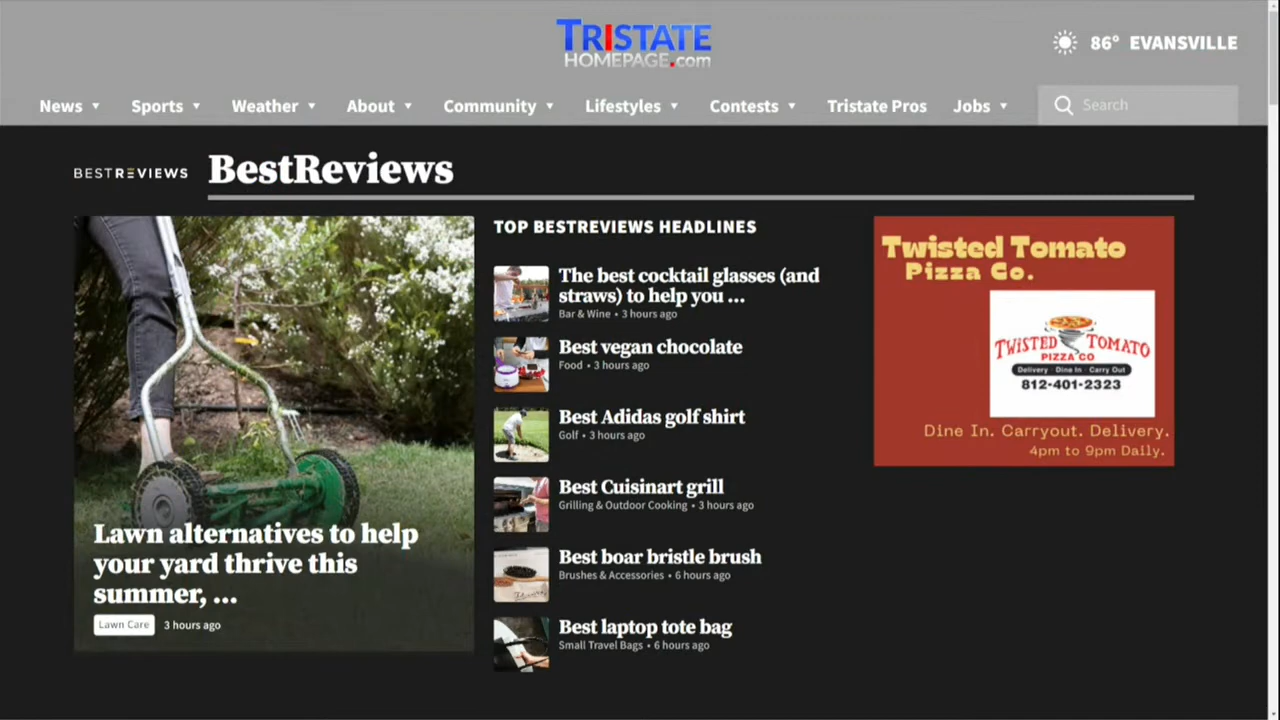 TRISTATE
HOMEPAGE.com
86° EVANSVILLE
News Sports Weather About Community Lifestyles Contests Tristate Pros Jobs Search
BESTREVIEWS BestReviews
Lawn alternatives to help
your yard thrive this
summer, ...
Lawn Care 3 hours ago
TOP BESTREVIEWS HEADLINES
The best cocktail glasses (and
straws) to help you ...
Bar & Wine • 3 hours ago
Best vegan chocolate
Food • 3 hours ago
Best Adidas golf shirt
Golf • 3 hours ago
Best Cuisinart grill
Grilling & Outdoor Cooking • 3 hours ago
Best boar bristle brush
Brushes & Accessories • 6 hours ago
Best laptop tote bag
Small Travel Bags • 6 hours ago
Twisted Tomato
Pizza Co.
TWISTED TOMATO
PIZZA CO
Delivery Dine In Carry Out
812-401-2323
Dine In. Carryout. Delivery.
4pm to 9pm Daily.